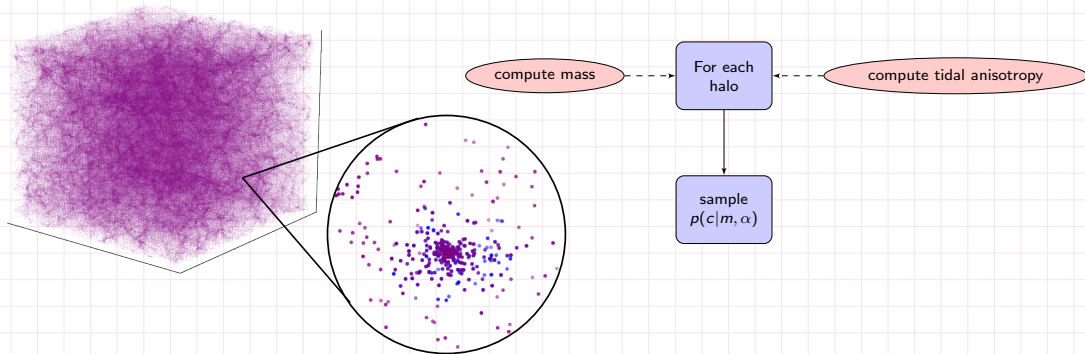 compute mass
For each
halo
compute tidal anisotropy
sample
p(c|m, α)